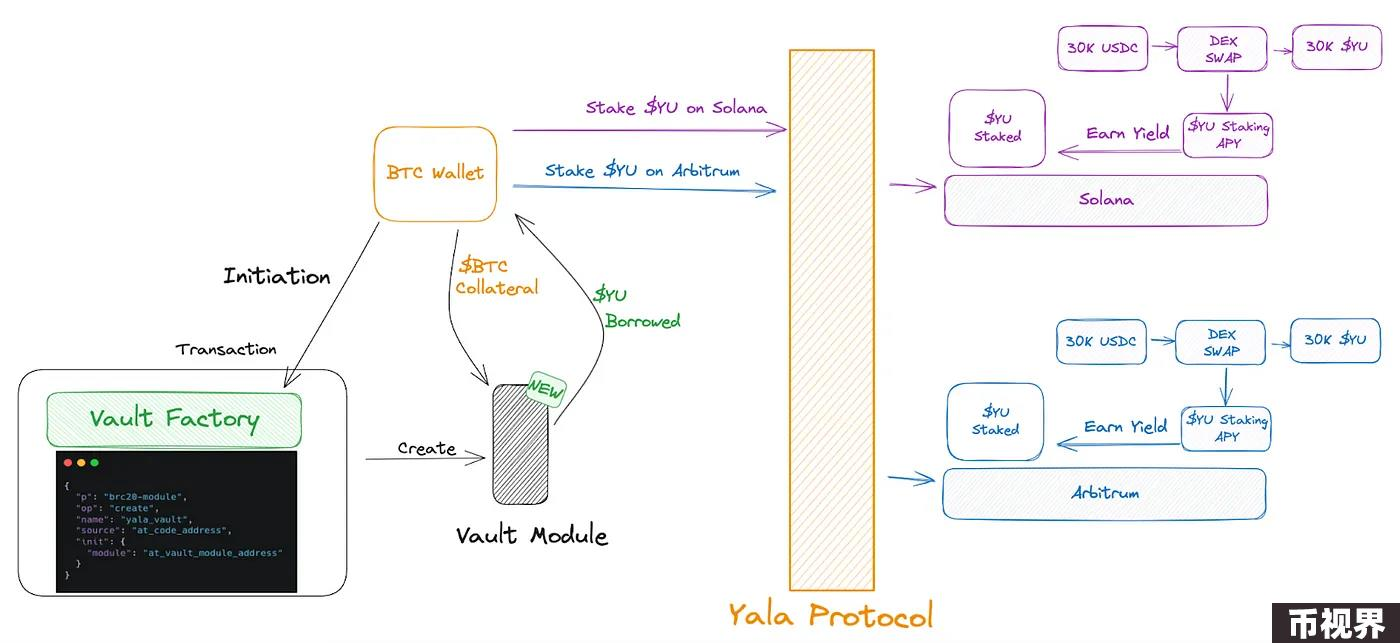 30K USDC
DEX
SWAP
30K $YU
Stake $YU on Solana
$YU
Staked
Earn Yield
$YU Staking
APY
BTC Wallet
Stake $YU on Arbitrum
Solana
Initiation
$BTC
Collateral
$YU
Borrowed
Transaction
30K USDC
DEX
SWAP
30K $YU
NEW
Vault Factory
$YU
Staked
Earn Yield
$YU Staking
APY
Create
{
"p": "brc20-module",
"op": "create",
"name": "yala_vault",
"source": "at_code_address",
"init": {
"module": "at_vault_module_address"
}
}
Arbitrum
Vault Module
Yala Protocol
币视界